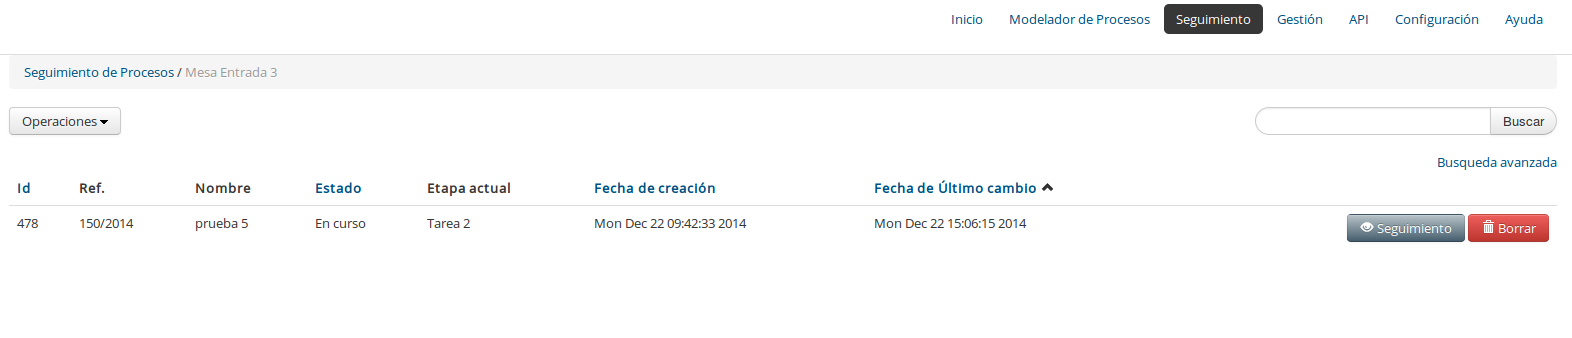 Inicio Modelador de Procesos Seguimiento Gestión API Configuración Ayuda
Seguimiento de Procesos / Mesa Entrada 3
Operaciones Buscar
Busqueda avanzada
Id Ref. Nombre Estado Etapa actual Fecha de creación Fecha de Último cambio
478 150/2014 prueba 5 En curso Tarea 2 Mon Dec 22 09:42:33 2014 Mon Dec 22 15:06:15 2014 Seguimiento Borrar